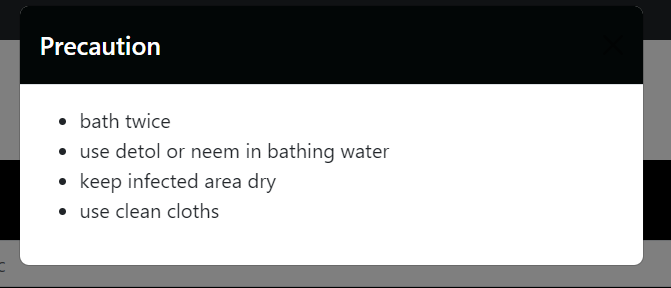 Precaution
bath twice
use detol or neem in bathing water
keep infected area dry
use clean cloths
c